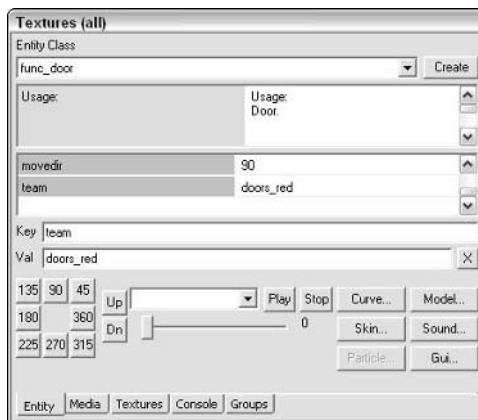 Textures (all)
Entity Class
func_door Create
Usage: Usage:
Door.
movedir 90
team doors_red
Key team
Val doors_red X
135 90 45
Up Play Stop Curve... Model...
180 360
Dn 0 Skin... Sound...
225 270 315
Particle... Gui...
Entity Media Textures Console Groups